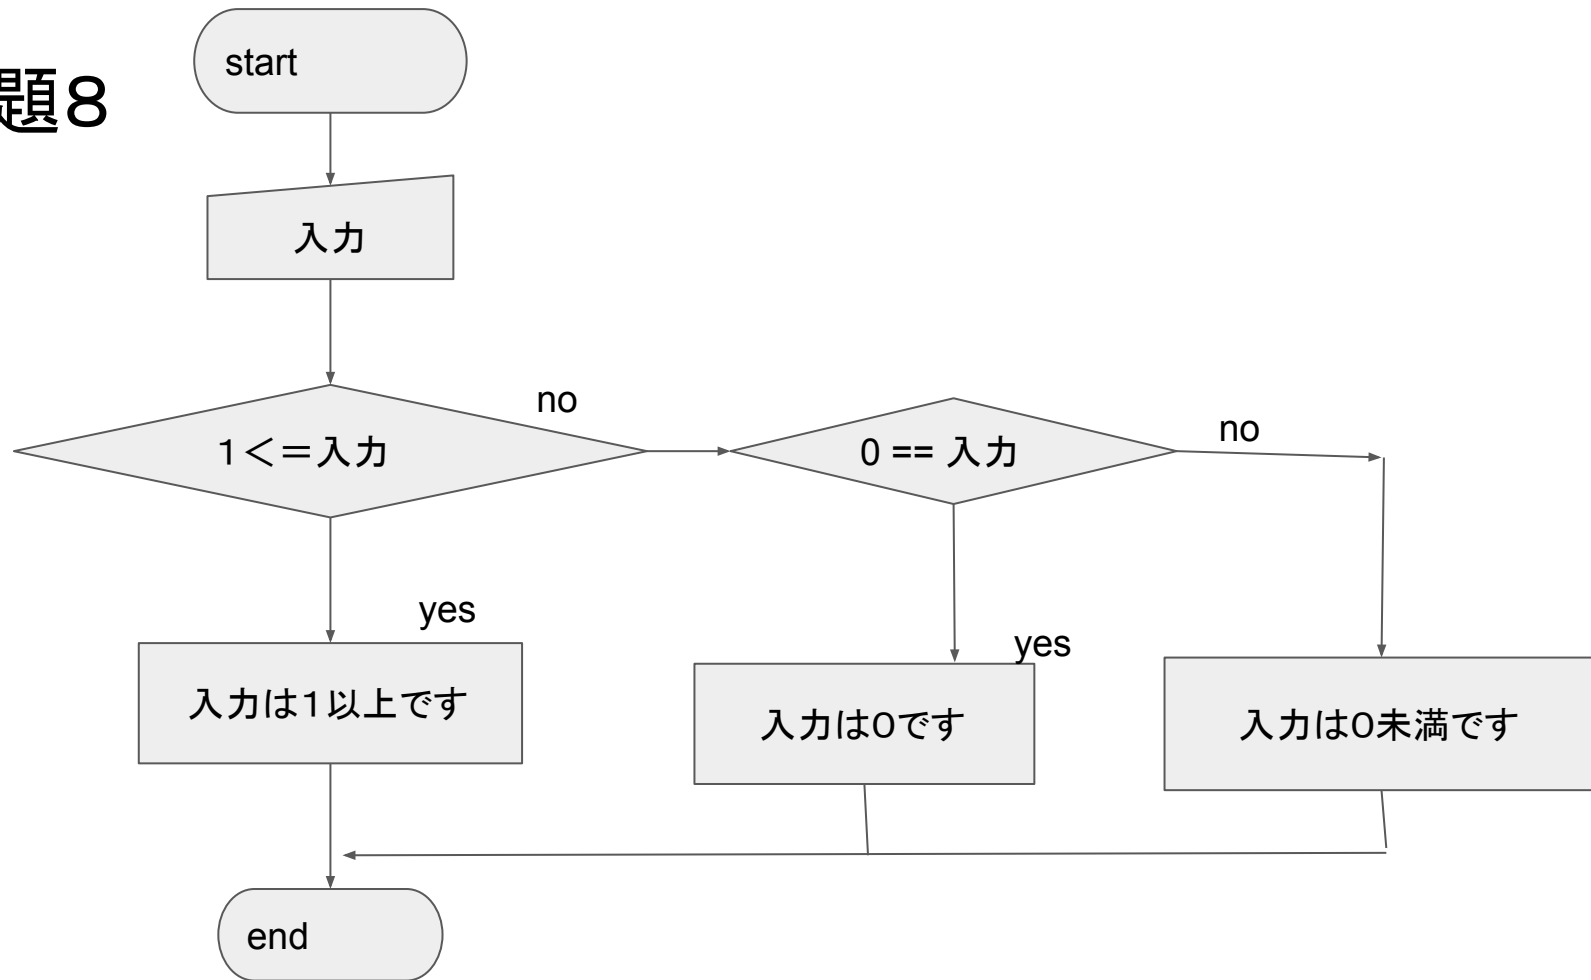 題８
start
入力
1＜＝入力
no
0 == 入力
no
yes
yes
入力は1以上です
入力は0です
入力は0未満です
end